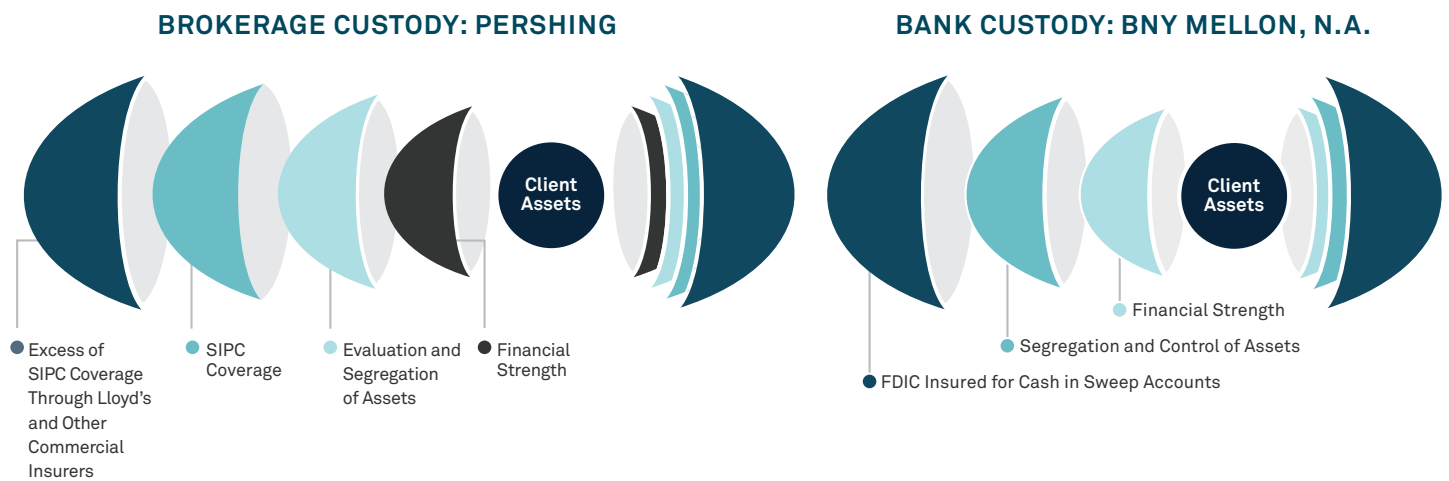 BROKERAGE CUSTODY: PERSHING
Client
Assets
Excess of
SIPC Coverage
Through Lloyd’s
and Other
Commercial
Insurers
SIPC
Coverage
Evaluation and
Segregation
of Assets
Financial
Strength
BANK CUSTODY: BNY MELLON, N.A.
Client
Assets
Financial Strength
Segregation and Control of Assets
FDIC Insured for Cash in Sweep Accounts